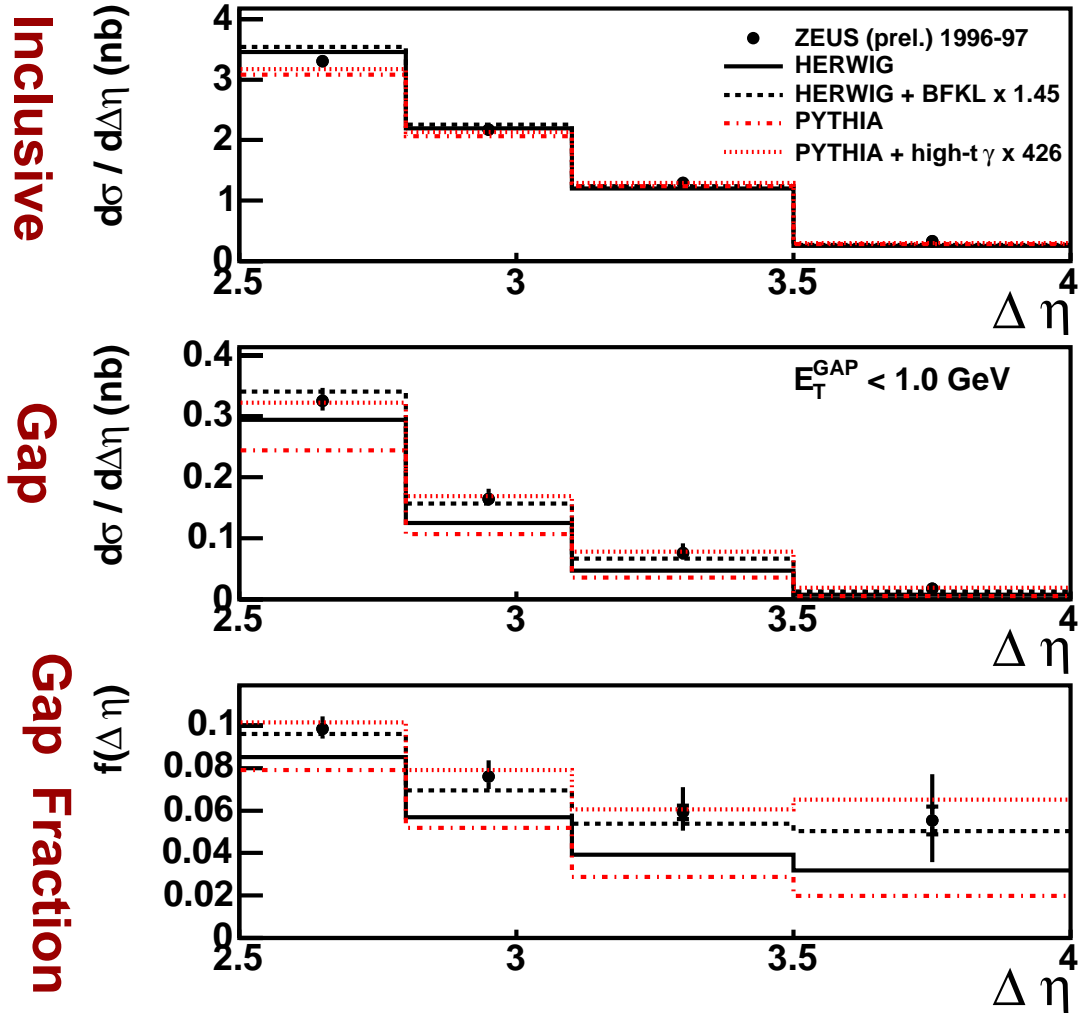 Inclusive
dσ / dΔη (nb)
4
3
2
1
0
ZEUS (prel.) 1996-97
HERWIG
HERWIG + BFKL x 1.45
PYTHIA
PYTHIA + high-t γ x 426
2.5 3 3.5 4
Δ η
Gap
dσ / dΔη (nb)
0.4
0.3
0.2
0.1
0
E_T^GAP < 1.0 GeV
2.5 3 3.5 4
Δ η
Gap Fraction
f(Δ η)
0.1
0.08
0.06
0.04
0.02
0
2.5 3 3.5 4
Δ η